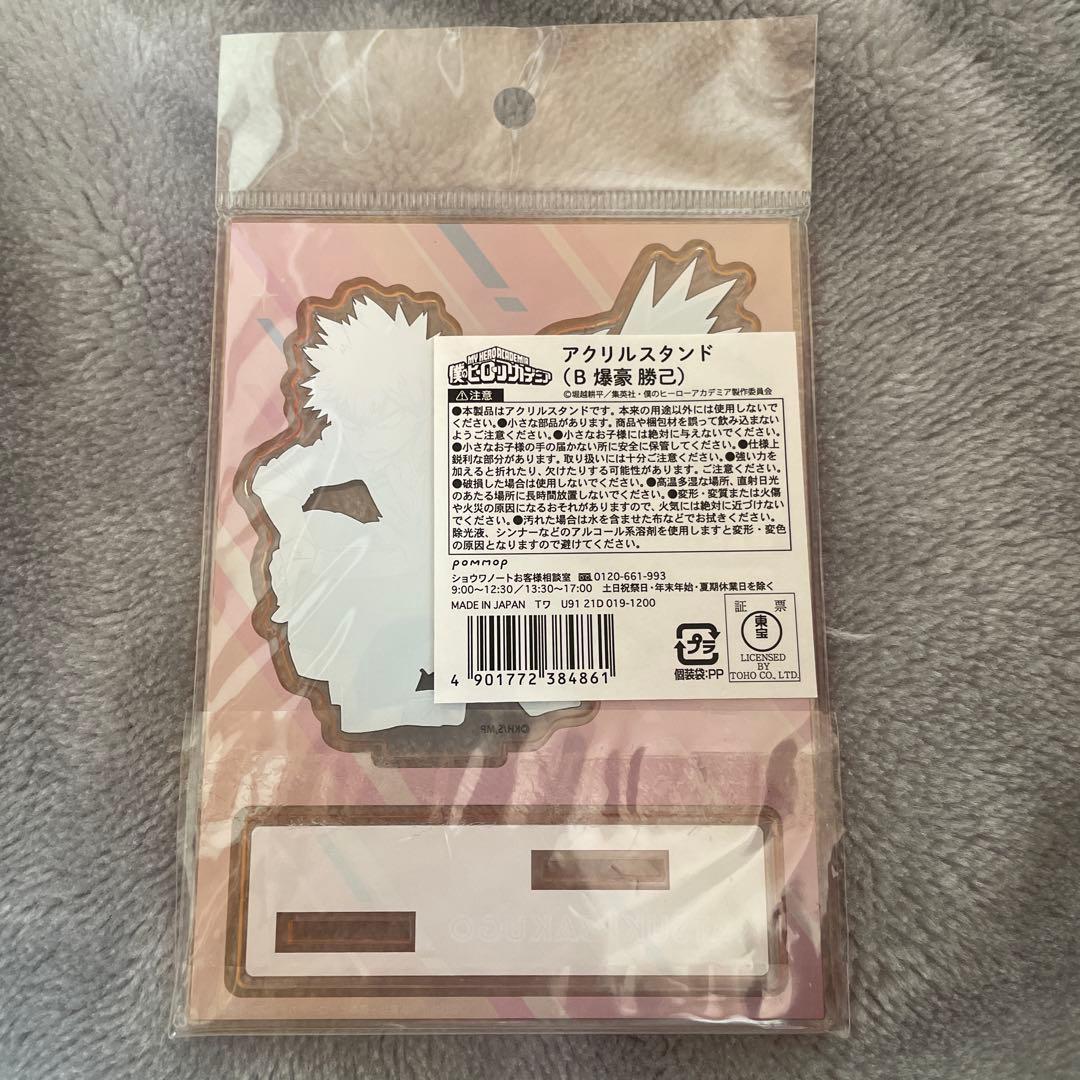 MY HERO ACADEMIA
僕のヒーローアカデミア
アクリルスタンド
(B 爆豪 勝己)
©堀越耕平/集英社・僕のヒーローアカデミア製作委員会
⚠注意
●本製品はアクリルスタンドです。本来の用途以外には使用しないで
ください。●小さな部品があります。商品や梱包材を誤って飲み込まない
ようご注意ください。●小さなお子様には絶対に与えないでください。
●小さなお子様の手の届かない所に安全に保管してください。●仕様上
鋭利な部分があります。取り扱いには十分ご注意ください。●強い力を
加えると折れたり、欠けたりする可能性があります。ご注意ください。
●破損した場合は使用しないでください。●高温多湿な場所、直射日光
のあたる場所に長時間放置しないでください。●変形・変質または火傷
や火災の原因になるおそれがありますので、火気には絶対に近づけない
でください。●汚れた場合は水を含ませた布などでお拭きください。
除光液、シンナーなどのアルコール系溶剤を使用しますと変形・変色
の原因となりますので避けてください。
pommop
ショウワノートお客様相談室 0120-661-993
9:00~12:30/13:30~17:00 土日祝祭日・年末年始・夏期休業日を除く
MADE IN JAPAN Tワ U91 21D 019-1200
4 901772 384861
プラ
個装袋:PP
証 票
東宝
LICENSED
BY
TOHO CO., LTD.
©KH/S,MP